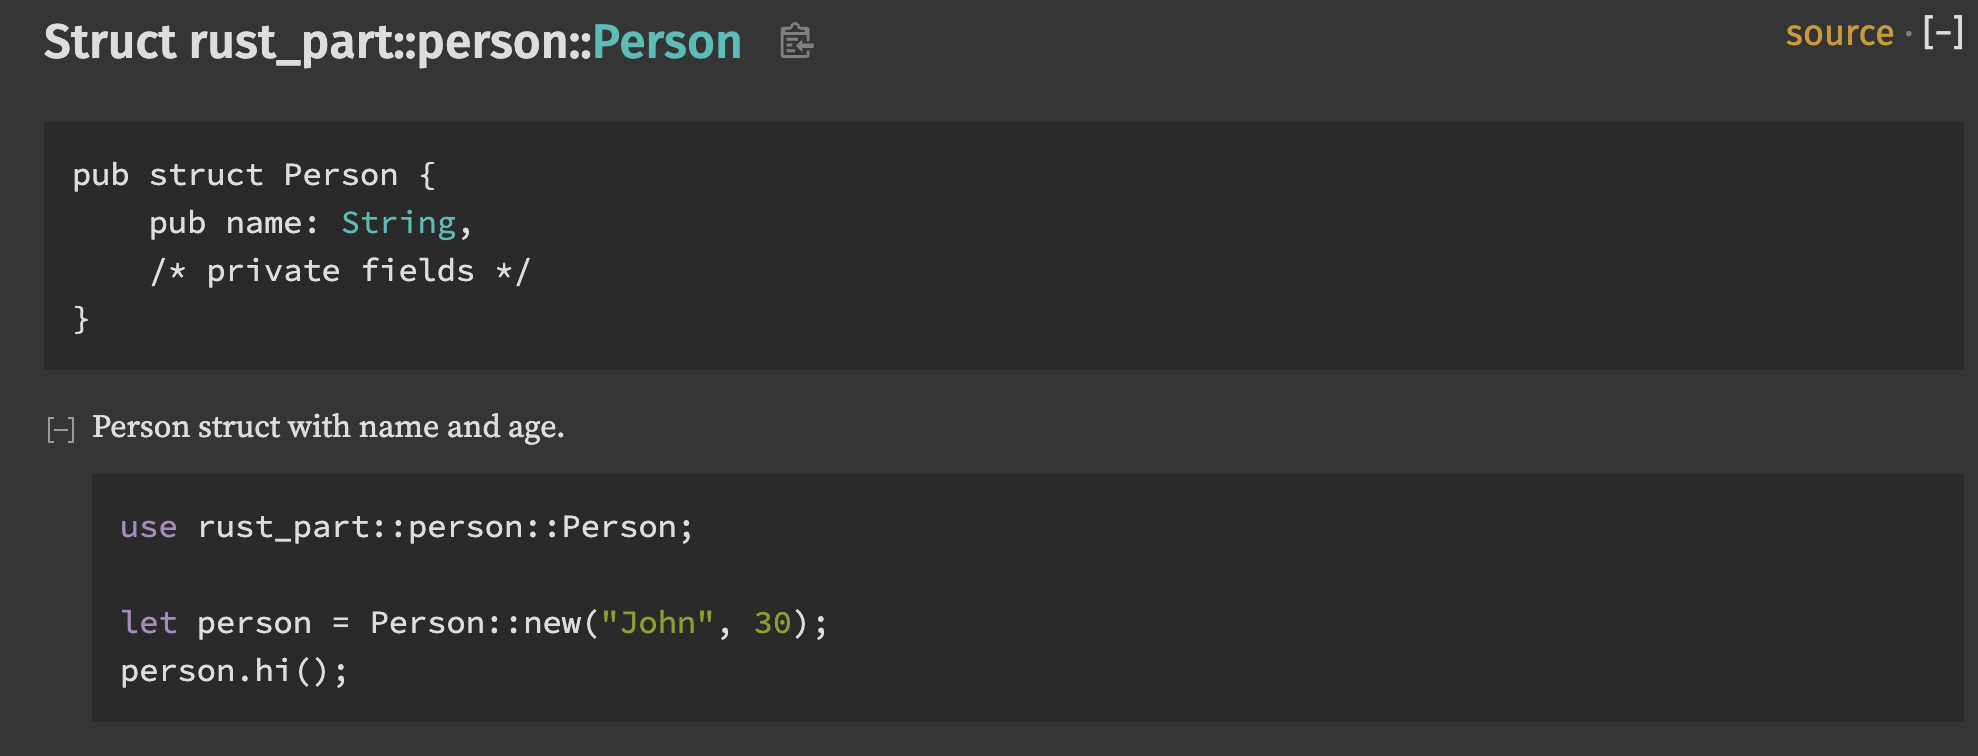 Struct rust_part::person::Person
source · [−]
pub struct Person {
    pub name: String,
    /* private fields */
}
[−] Person struct with name and age.
use rust_part::person::Person;
let person = Person::new("John", 30);
person.hi();